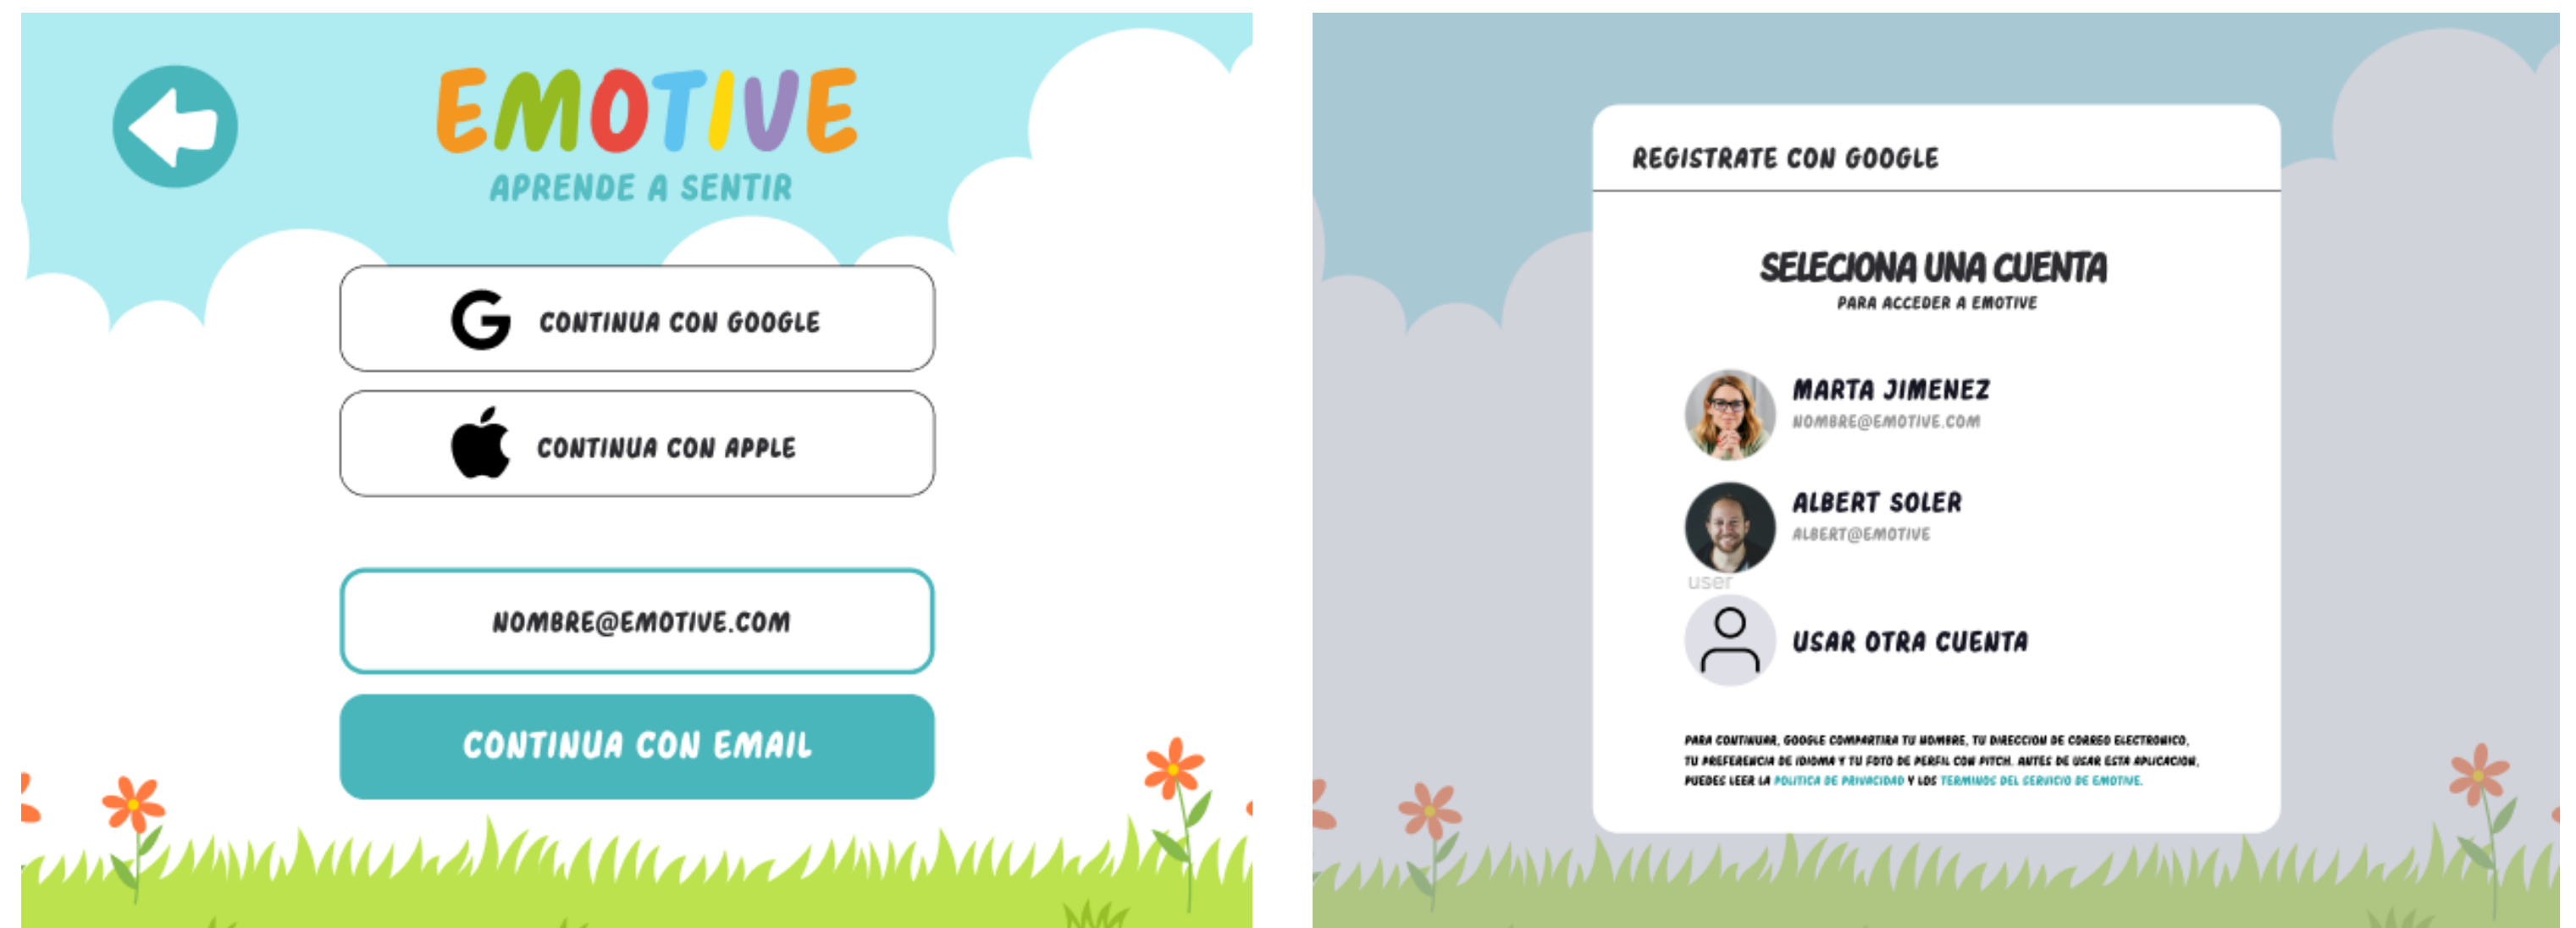 EMOTIVE
APRENDE A SENTIR
CONTINUA CON GOOGLE
CONTINUA CON APPLE
NOMBRE@EMOTIVE.COM
CONTINUA CON EMAIL
REGISTRATE CON GOOGLE
SELECIONA UNA CUENTA
PARA ACCEDER A EMOTIVE
MARTA JIMENEZ
NOMBRE@EMOTIVE.COM
ALBERT SOLER
ALBERT@EMOTIVE
user
USAR OTRA CUENTA
PARA CONTINUAR, GOOGLE COMPARTIRA TU NOMBRE, TU DIRECCION DE CORREO ELECTRONICO,
TU PREFERENCIA DE IDIOMA Y TU FOTO DE PERFIL CON PITCH. ANTES DE USAR ESTA APLICACION,
PUEDES LEER LA POLITICA DE PRIVACIDAD Y LOS TERMINOS DEL SERVICIO DE EMOTIVE.